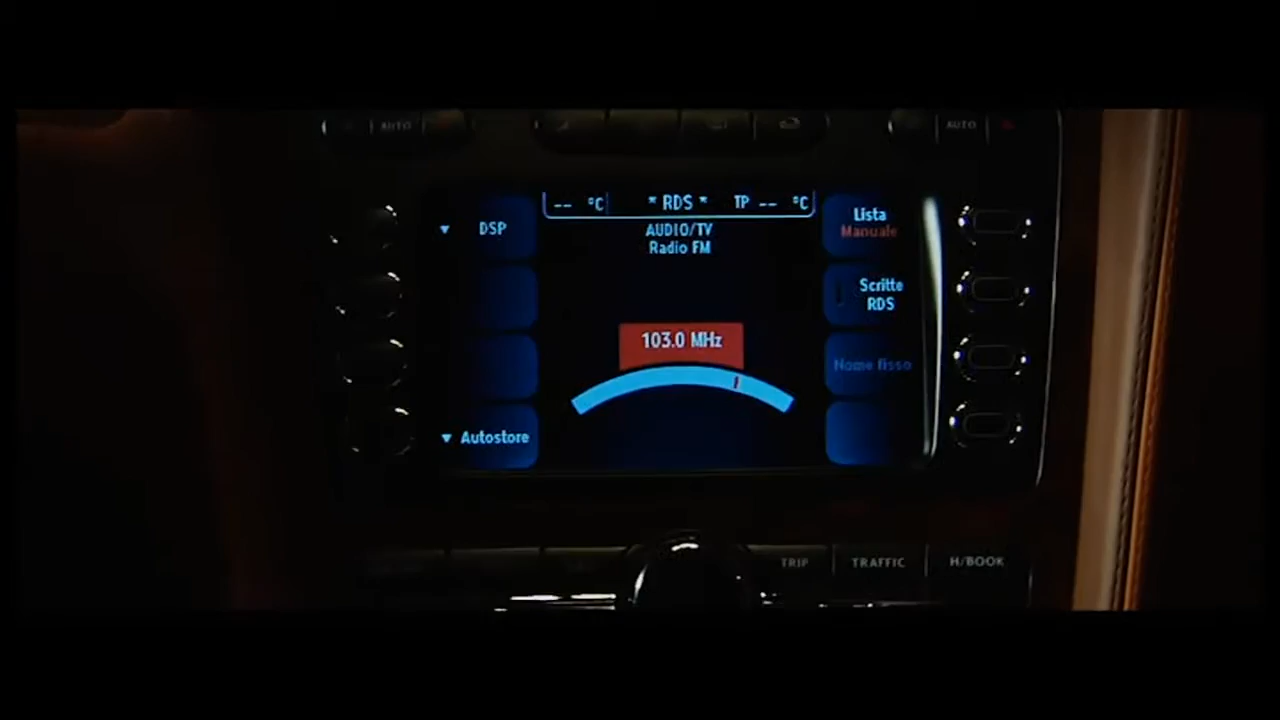 AUTO
AUTO
-- °C
* RDS *
TP -- °C
AUDIO/TV
Radio FM
DSP
Lista
Manuale
Scritte
RDS
103.0 MHz
Nome fisso
Autostore
TRIP
TRAFFIC
H/BOOK